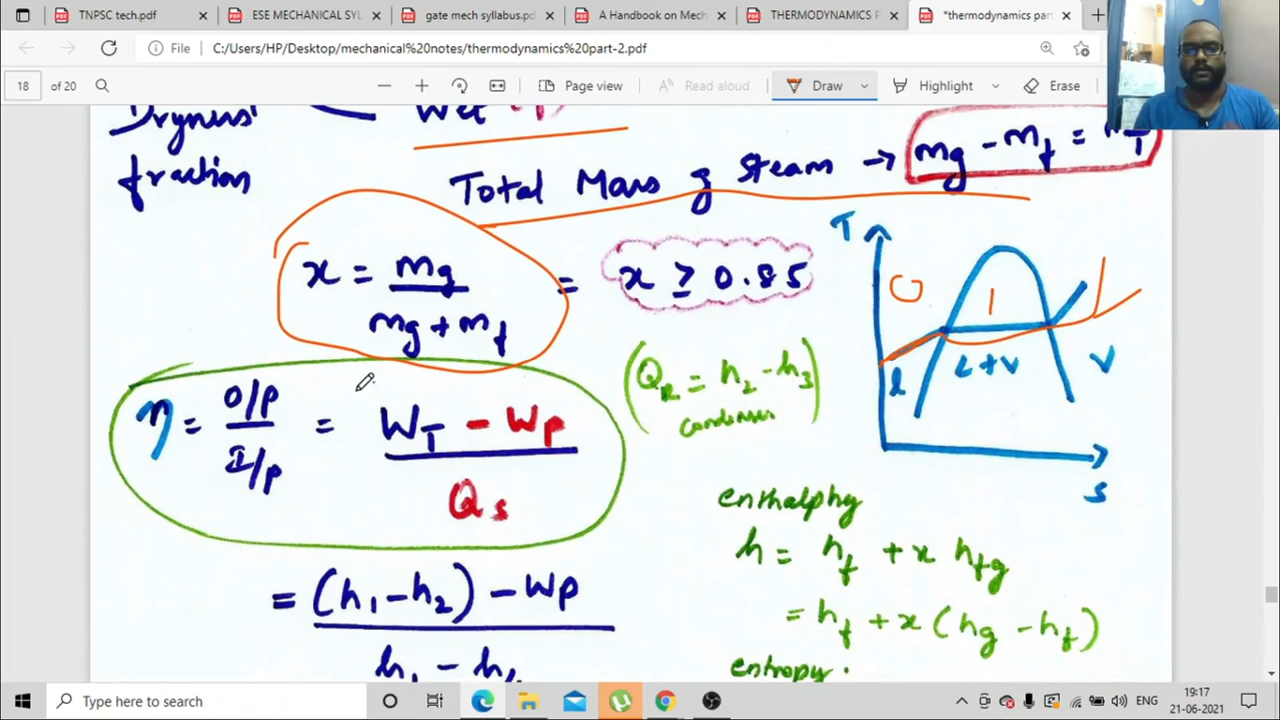 TNPSC tech.pdf
ESE MECHANICAL SYL
gate mech syllabus.pd
A Handbook on Mech
THERMODYNAMICS P
*thermodynamics par
File
C:/Users/HP/Desktop/mechanical%20notes/thermodynamics%20part-2.pdf
18 of 20
Page view
Read aloud
Draw
Highlight
Erase
Dryness
fraction
Wet
Total Mass of steam → mg - mf =
x = mg / (mg + mf) = x ≥ 0.85
T
0
1
l
L+V
V
s
η = O/P / I/P = WT - WP / Qs
(QR = h2 - h3)
condenser
= (h1 - h2) - WP
enthalphy
h = hf + x hfg
= hf + x (hg - hf)
entropy
Type here to search
ENG
19:17
21-06-2021